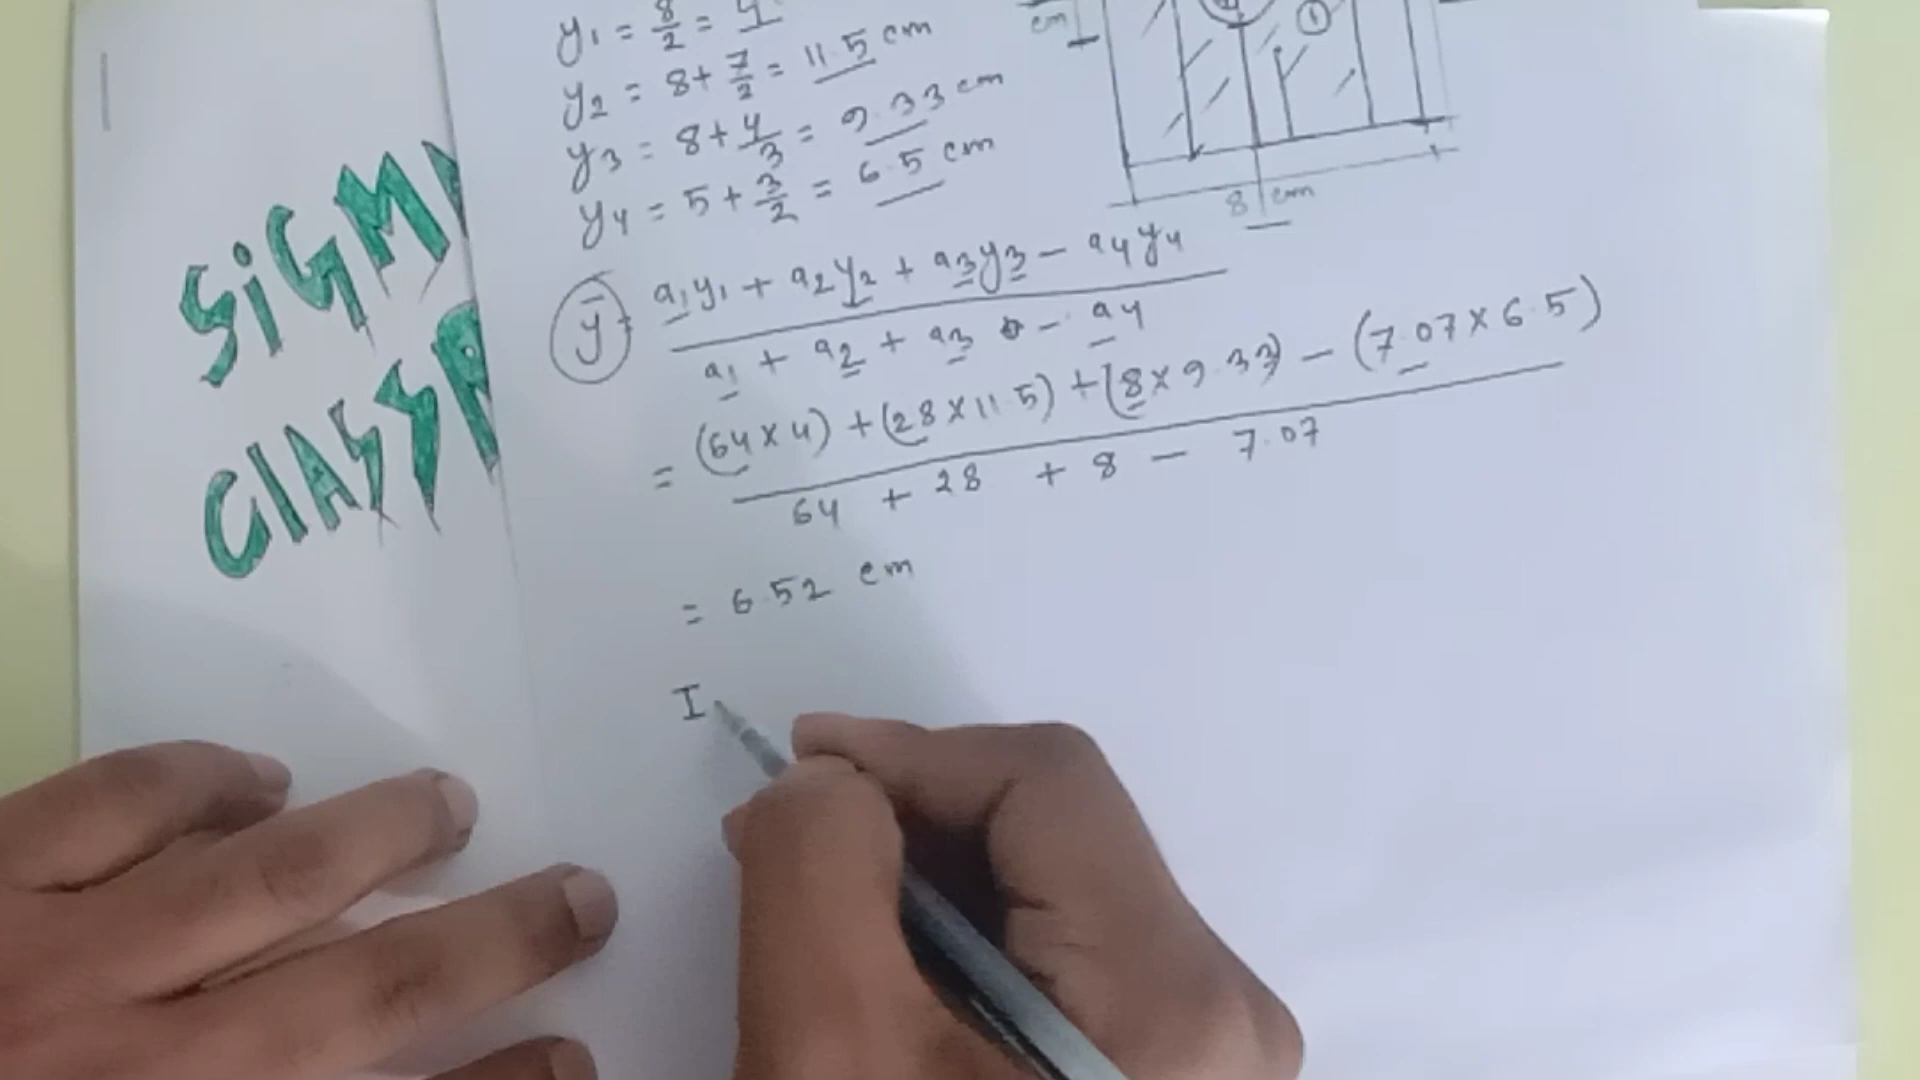 SiGM
ClASSR
y1 = 8/2 = 4
y2 = 8 + 7/2 = 11.5 cm
y3 = 8 + 4/3 = 9.33 cm
y4 = 5 + 3/2 = 6.5 cm
cm
1
8 cm
ȳ = (a1y1 + a2y2 + a3y3 - a4y4) / (a1 + a2 + a3 - a4)
= ((64 × 4) + (28 × 11.5) + (8 × 9.33) - (7.07 × 6.5)) / (64 + 28 + 8 - 7.07)
= 6.52 cm
I